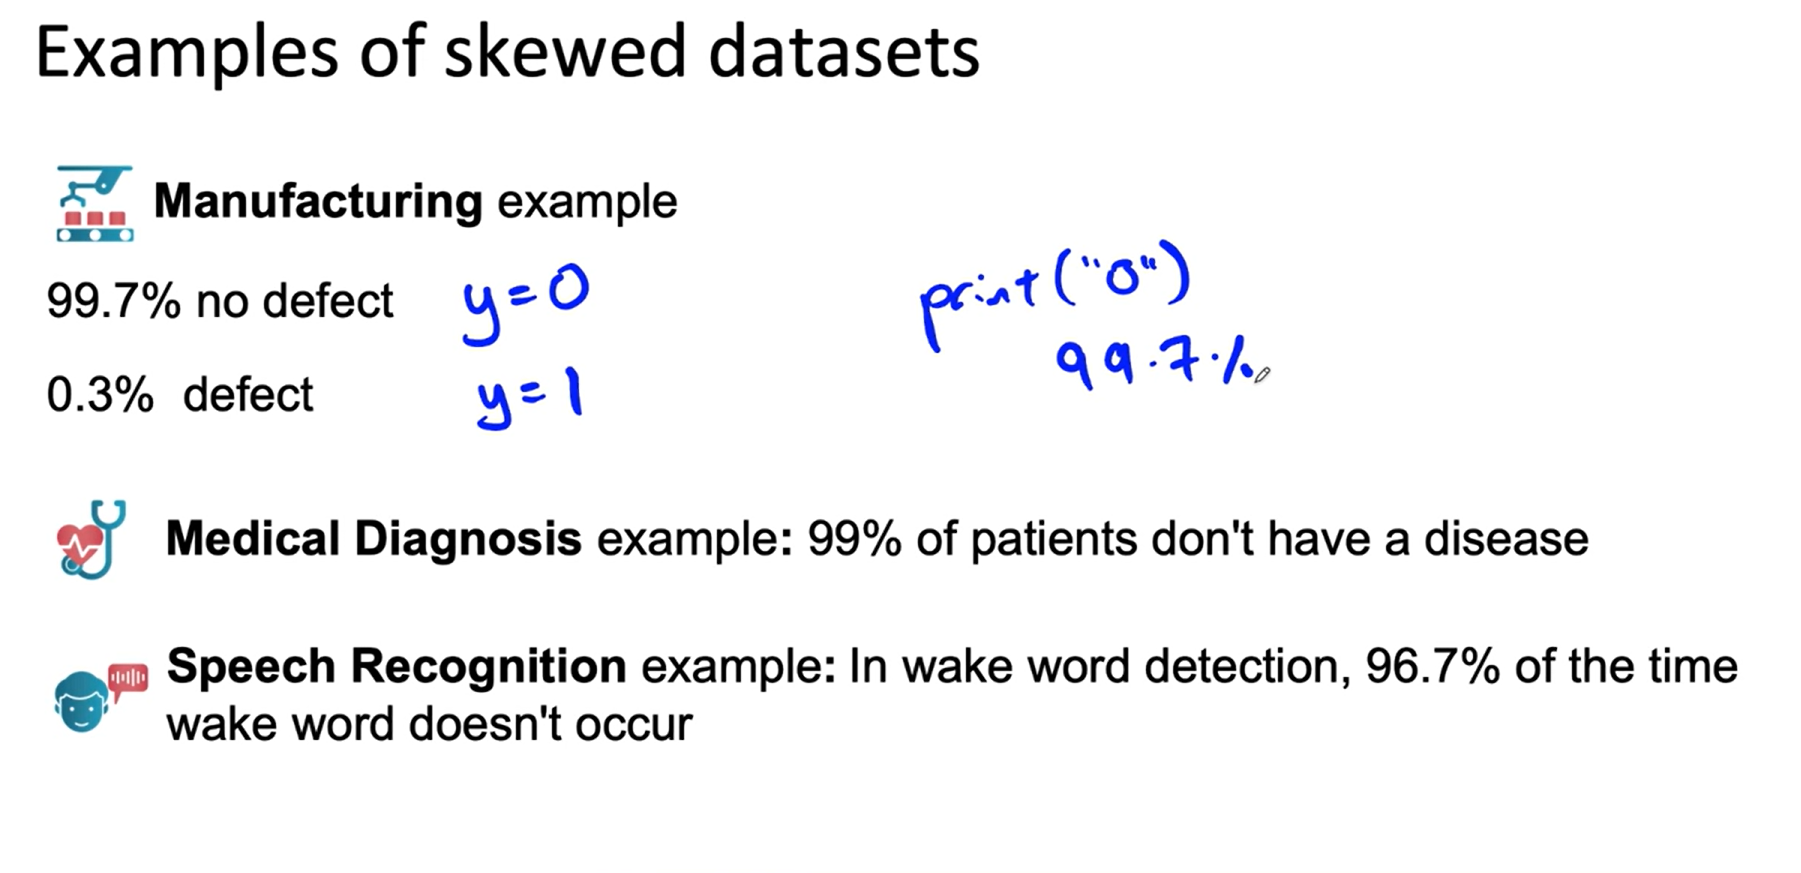 Examples of skewed datasets
Manufacturing example
99.7% no defect y=0
0.3% defect y=1
print("0")
99.7%
Medical Diagnosis example: 99% of patients don't have a disease
Speech Recognition example: In wake word detection, 96.7% of the time
wake word doesn't occur